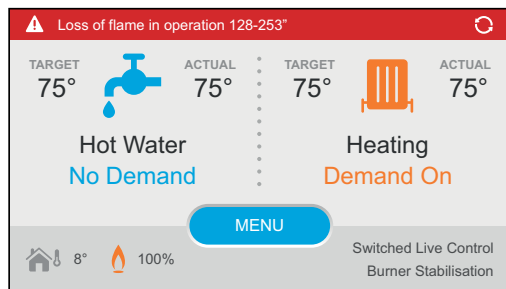 Loss of flame in operation 128-253”
TARGET
75°
ACTUAL
75°
TARGET
75°
ACTUAL
75°
Hot Water
No Demand
Heating
Demand On
MENU
8°
100%
Switched Live Control
Burner Stabilisation